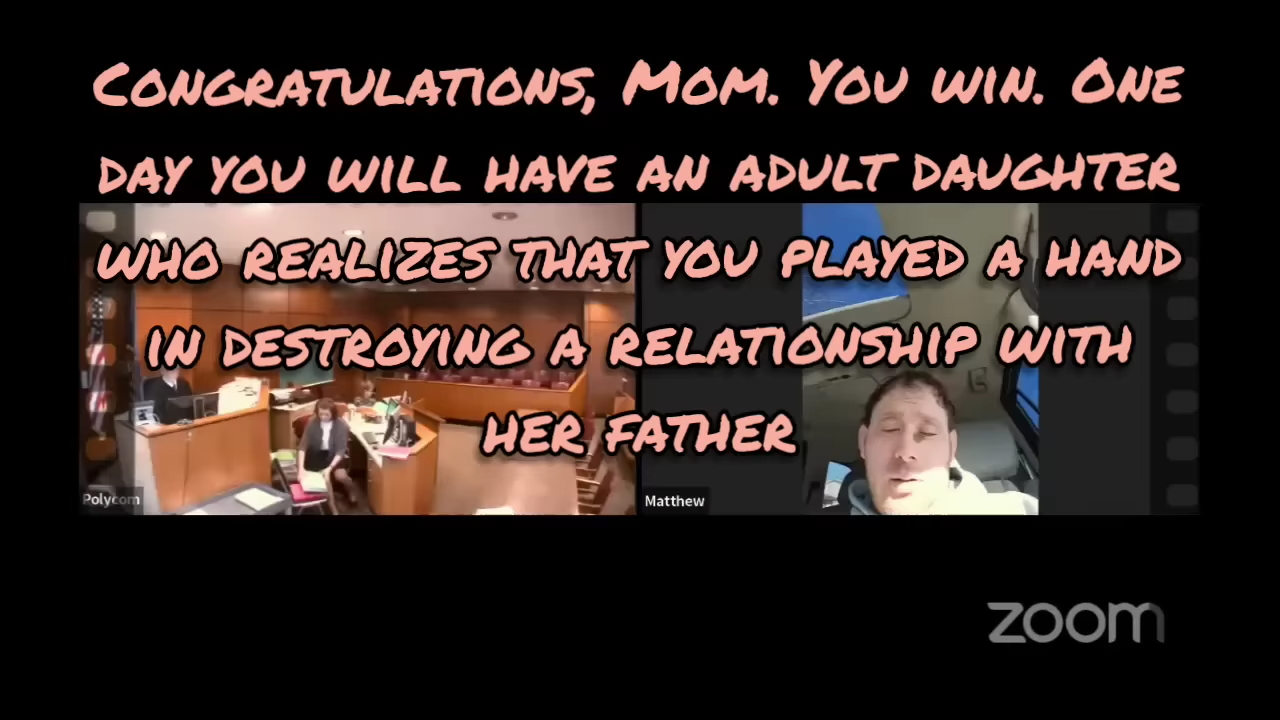 Congratulations, Mom. You win. One
day you will have an adult daughter
who realizes that you played a hand
in destroying a relationship with
her father
Polycom
Matthew
zoom